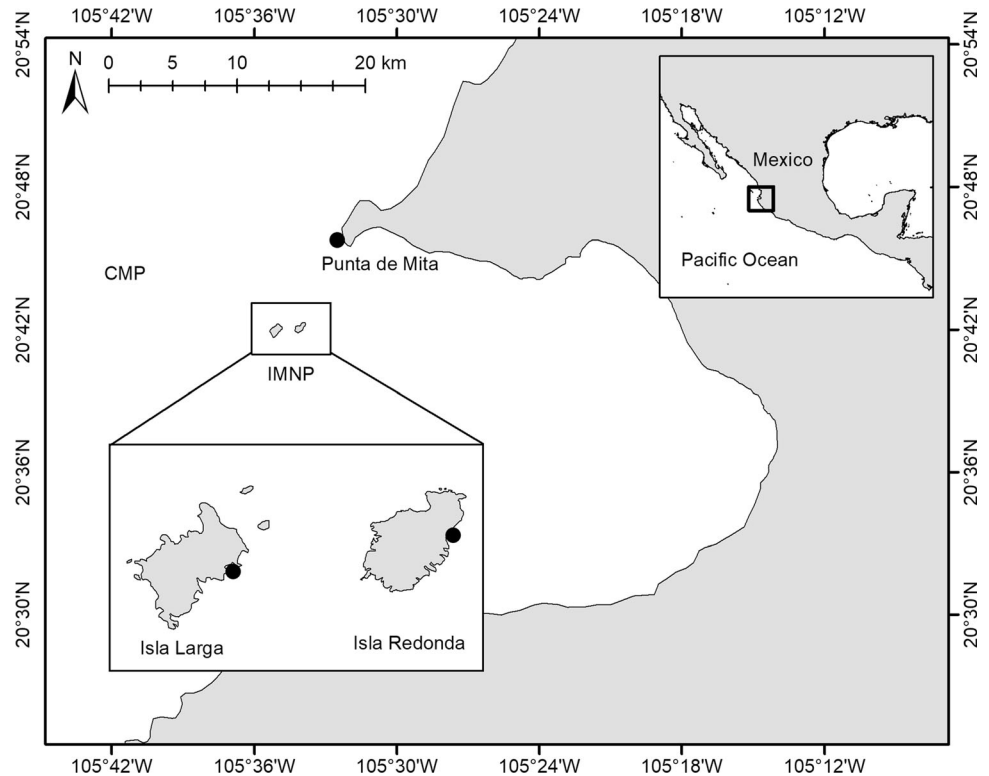 105°42'W 105°36'W 105°30'W 105°24'W 105°18'W 105°12'W
20°54'N
20°54'N
N
0 5 10 20 km
Mexico
Pacific Ocean
20°48'N
20°48'N
Punta de Mita
CMP
20°42'N
20°42'N
IMNP
20°36'N
20°36'N
Isla Larga
Isla Redonda
20°30'N
20°30'N
105°42'W 105°36'W 105°30'W 105°24'W 105°18'W 105°12'W